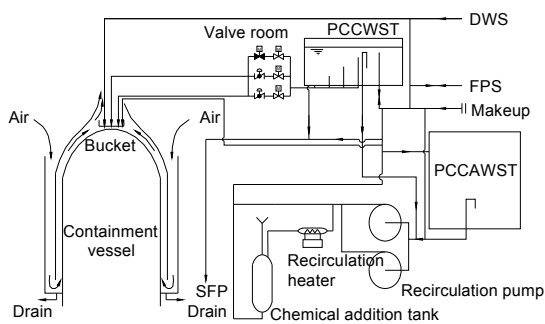 DWS
Valve room
PCCWST
FPS
Makeup
Air
Air
Bucket
PCCAWST
Containment
vessel
Recirculation
heater
Recirculation pump
Drain
Drain
SFP
Chemical addition tank